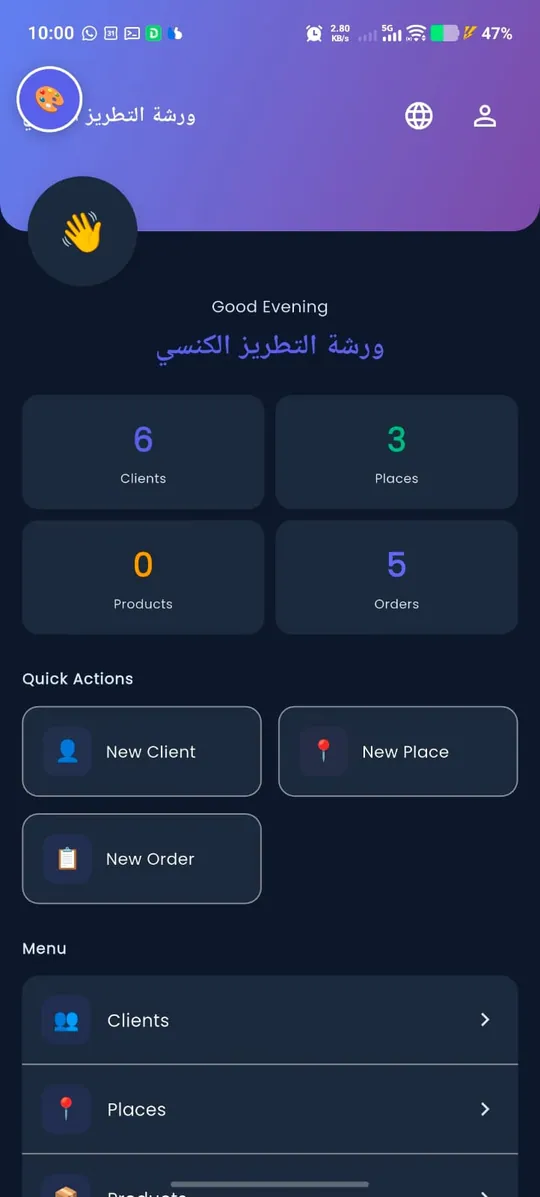 10:00
31
2.80
KB/s
5G
47%
ورشة التطريز
Good Evening
ورشة التطريز الكنسي
6
Clients
3
Places
0
Products
5
Orders
Quick Actions
New Client
New Place
New Order
Menu
Clients
Places